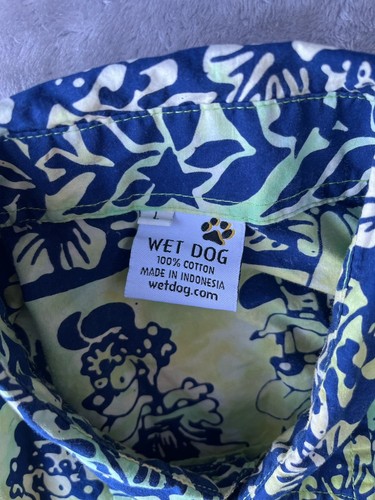 L
WET DOG
100% COTTON
MADE IN INDONESIA
wetdog.com